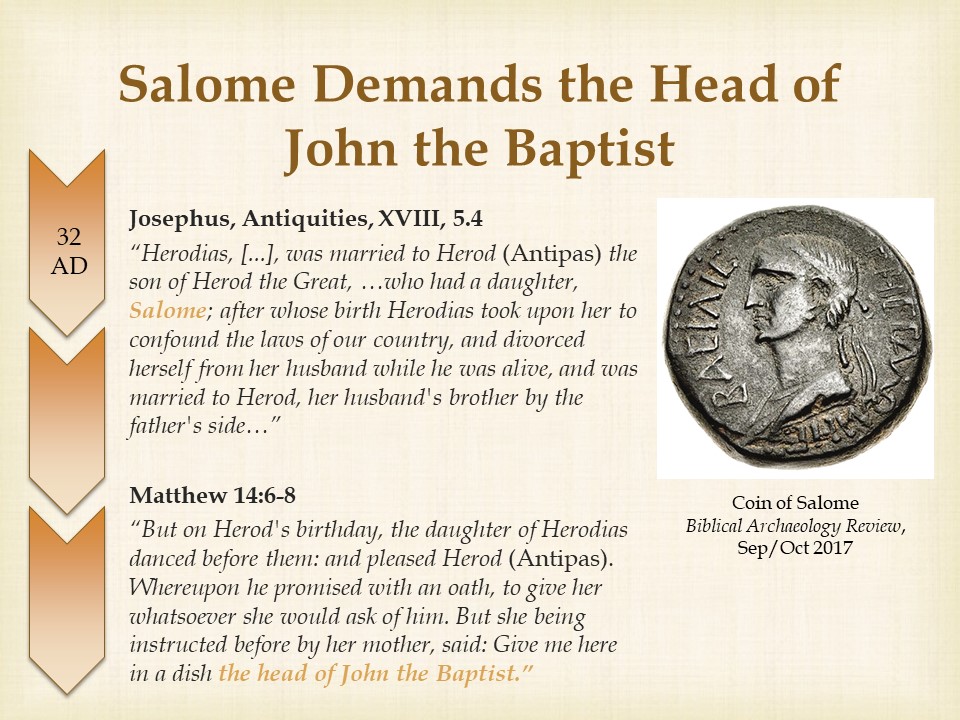 Salome Demands the Head of
John the Baptist
32
AD
Josephus, Antiquities, XVIII, 5.4
“Herodias, [...], was married to Herod (Antipas) the
son of Herod the Great, …who had a daughter,
Salome; after whose birth Herodias took upon her to
confound the laws of our country, and divorced
herself from her husband while he was alive, and was
married to Herod, her husband's brother by the
father's side…”
Matthew 14:6-8
“But on Herod's birthday, the daughter of Herodias
danced before them: and pleased Herod (Antipas).
Whereupon he promised with an oath, to give her
whatsoever she would ask of him. But she being
instructed before by her mother, said: Give me here
in a dish the head of John the Baptist.”
Coin of Salome
Biblical Archaeology Review,
Sep/Oct 2017